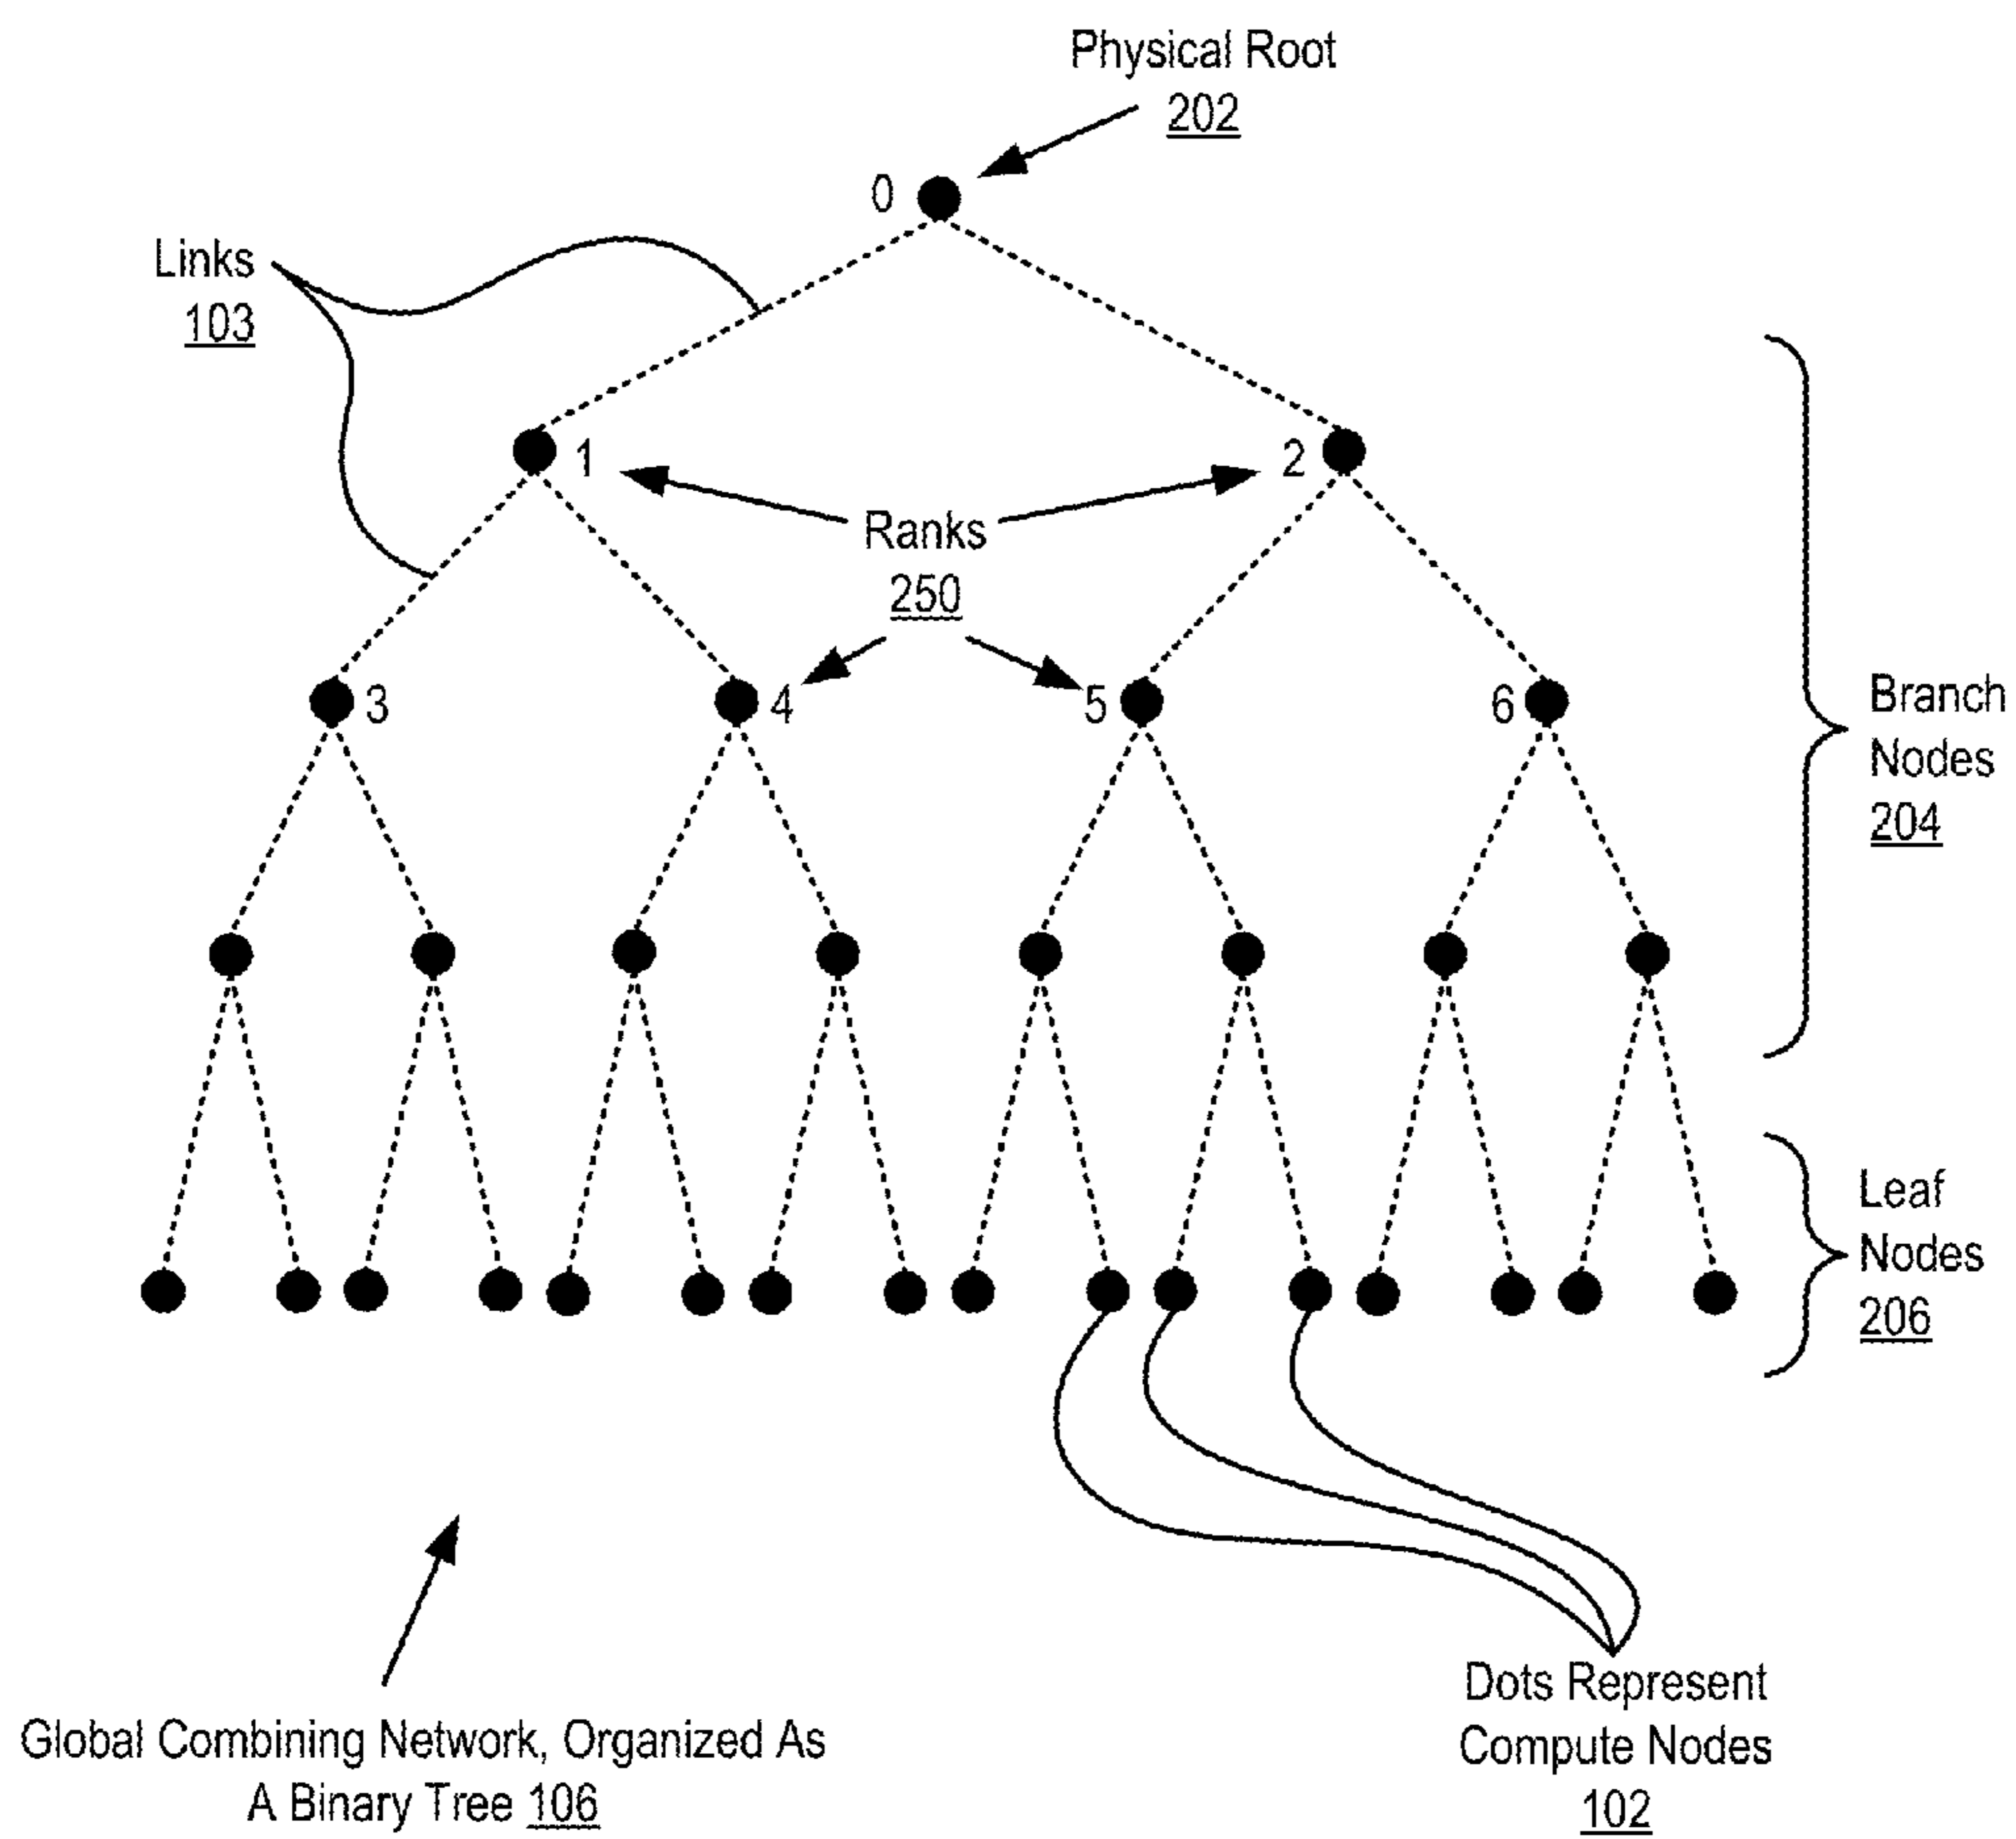 Physical Root
202
0
Links
103
1
2
Ranks
250
3
4
5
6
Branch
Nodes
204
Leaf
Nodes
206
Dots Represent
Compute Nodes
102
Global Combining Network, Organized As
A Binary Tree 106